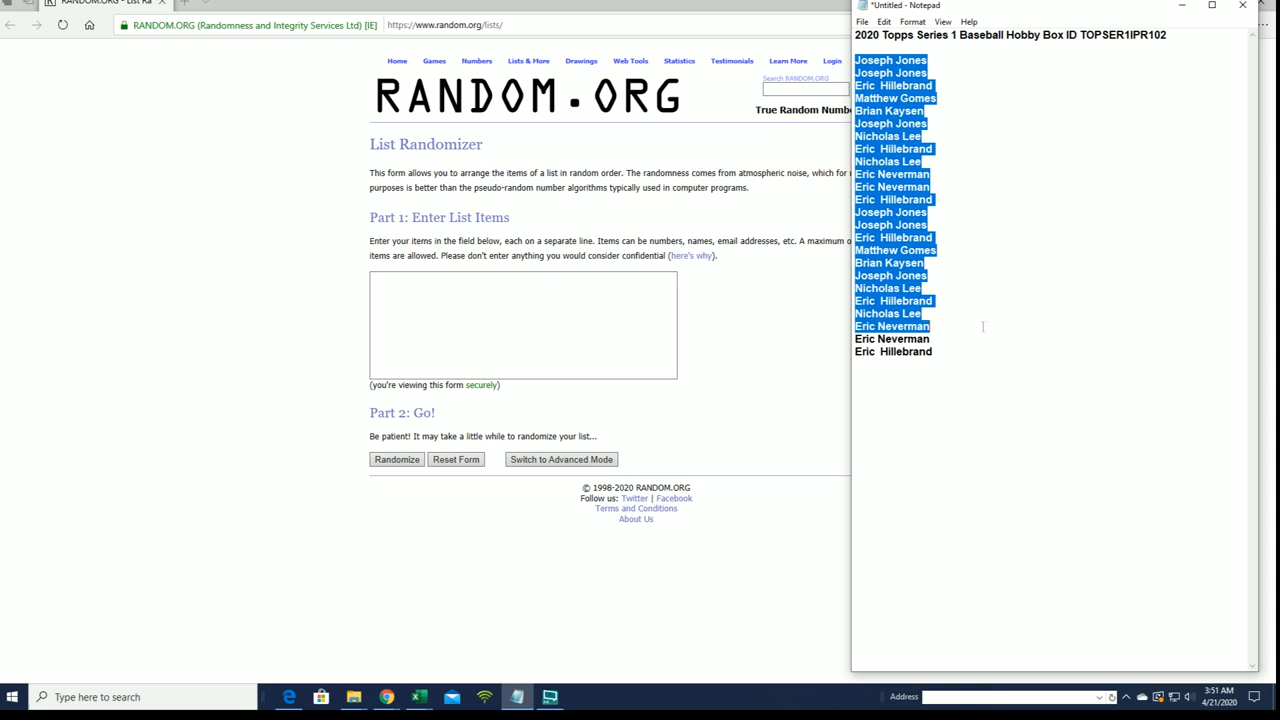 RANDOM.ORG - List Ra
*Untitled - Notepad
RANDOM.ORG (Randomness and Integrity Services Ltd) [IE]
https://www.random.org/lists/
File Edit Format View Help
2020 Topps Series 1 Baseball Hobby Box ID TOPSER1IPR102
Home Games Numbers Lists & More Drawings Web Tools Statistics Testimonials Learn More Login
RANDOM.ORG
Search RANDOM.ORG
True Random Numbe
List Randomizer
This form allows you to arrange the items of a list in random order. The randomness comes from atmospheric noise, which for m
purposes is better than the pseudo-random number algorithms typically used in computer programs.
Part 1: Enter List Items
Enter your items in the field below, each on a separate line. Items can be numbers, names, email addresses, etc. A maximum o
items are allowed. Please don't enter anything you would consider confidential (here's why).
(you're viewing this form securely)
Part 2: Go!
Be patient! It may take a little while to randomize your list...
Randomize Reset Form Switch to Advanced Mode
© 1998-2020 RANDOM.ORG
Follow us: Twitter | Facebook
Terms and Conditions
About Us
Joseph Jones
Joseph Jones
Eric  Hillebrand
Matthew Gomes
Brian Kaysen
Joseph Jones
Nicholas Lee
Eric  Hillebrand
Nicholas Lee
Eric Neverman
Eric Neverman
Eric  Hillebrand
Joseph Jones
Joseph Jones
Eric  Hillebrand
Matthew Gomes
Brian Kaysen
Joseph Jones
Nicholas Lee
Eric  Hillebrand
Nicholas Lee
Eric Neverman
Eric Neverman
Eric  Hillebrand
Type here to search
Address
3:51 AM
4/21/2020